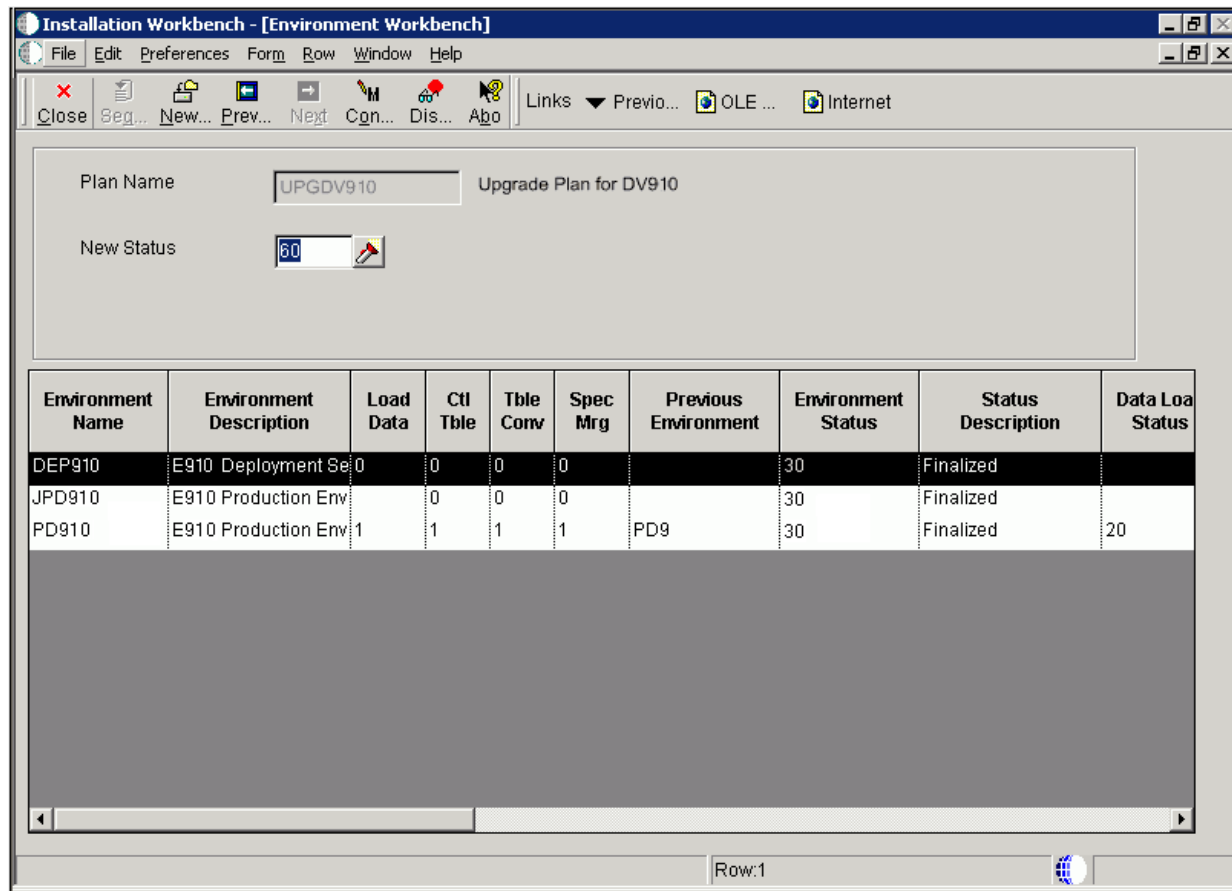 Installation Workbench - [Environment Workbench]
File Edit Preferences Form Row Window Help
Close Seq... New... Prev... Next Con... Dis... Abo Links Previo... OLE ... Internet
Plan Name UPGDV910 Upgrade Plan for DV910
New Status 60
Environment Name Environment Description Load Data Ctl Tble Tble Conv Spec Mrg Previous Environment Environment Status Status Description Data Loa Status
DEP910 E910 Deployment Se 0 0 0 0 30 Finalized
JPD910 E910 Production Env 0 0 0 30 Finalized
PD910 E910 Production Env 1 1 1 1 PD9 30 Finalized 20
Row:1